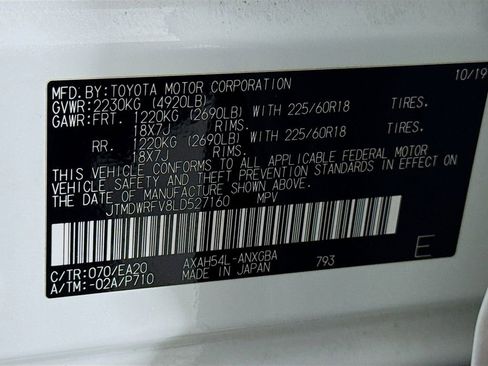 MFD.BY:TOYOTA MOTOR CORPORATION 10/19
GVWR:2230KG (4920LB)
GAWR:FRT. 1220KG (2690LB) WITH 225/60R18 TIRES,
18X7J RIMS.
RR. 1220KG (2690LB) WITH 225/60R18 TIRES,
18X7J RIMS.
THIS VEHICLE CONFORMS TO ALL APPLICABLE FEDERAL MOTOR
VEHICLE SAFETY AND THEFT PREVENTION STANDARDS IN EFFECT ON
THE DATE OF MANUFACTURE SHOWN ABOVE.
JTMDWRFV8LD527160 MPV
C/TR:070/EA20 AXAH54L-ANXGBA E
A/TM:-02A/P710 MADE IN JAPAN 793